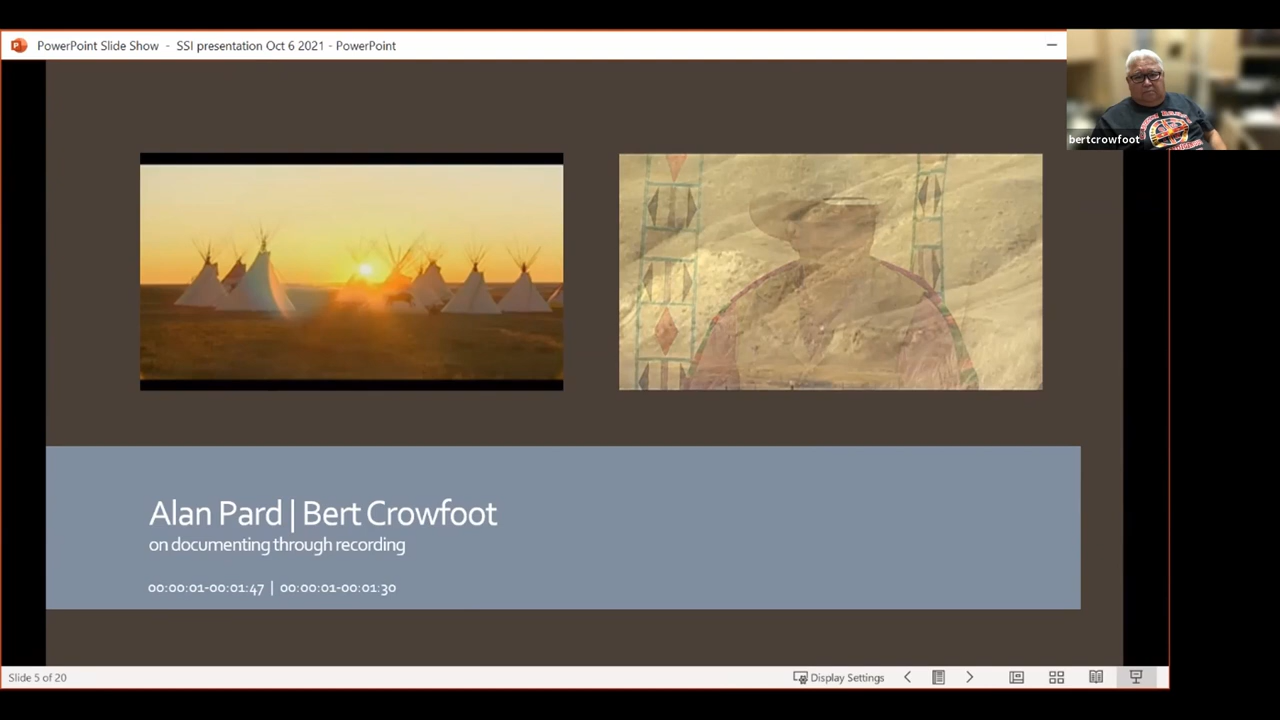 PowerPoint Slide Show - SSI presentation Oct 6 2021 - PowerPoint
bertcrowfoot
Alan Pard | Bert Crowfoot
on documenting through recording
00:00:01-00:01:47 | 00:00:01-00:01:30
Slide 5 of 20
Display Settings